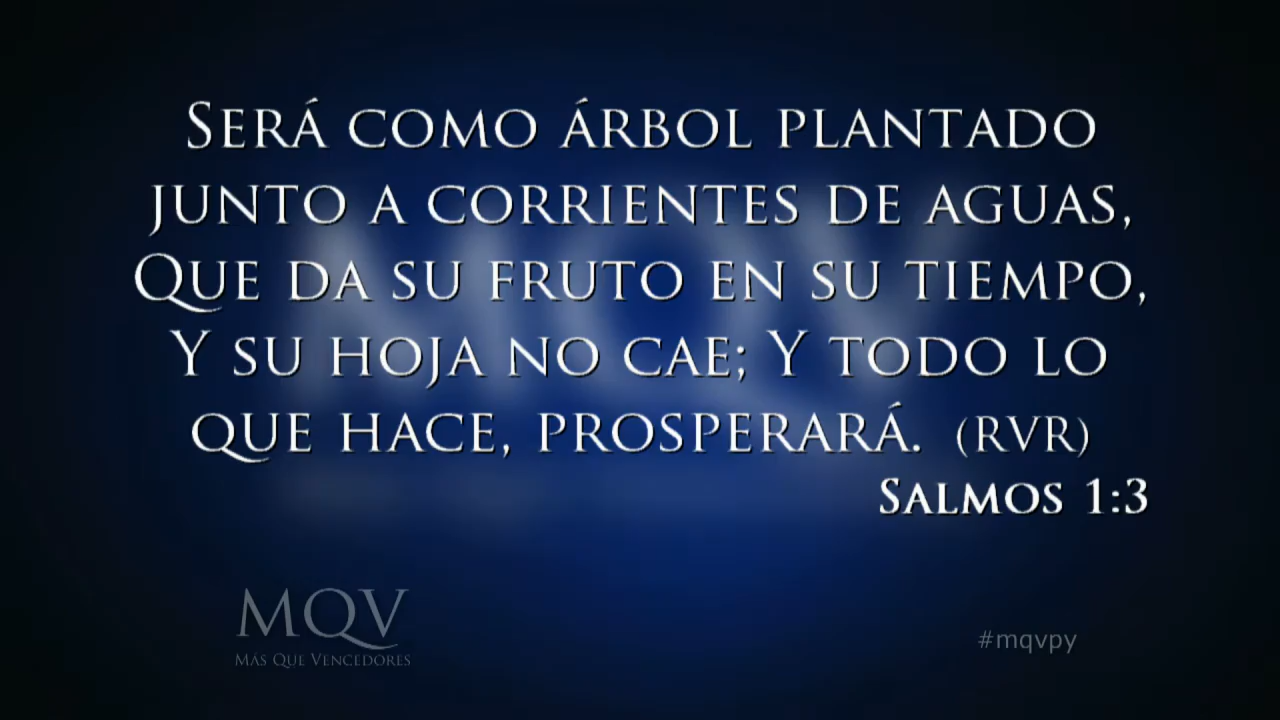 Será como árbol plantado
junto a corrientes de aguas,
Que da su fruto en su tiempo,
Y su hoja no cae; Y todo lo
que hace, prosperará. (RVR)
Salmos 1:3
MQV
Más Que Vencedores
#mqvpy